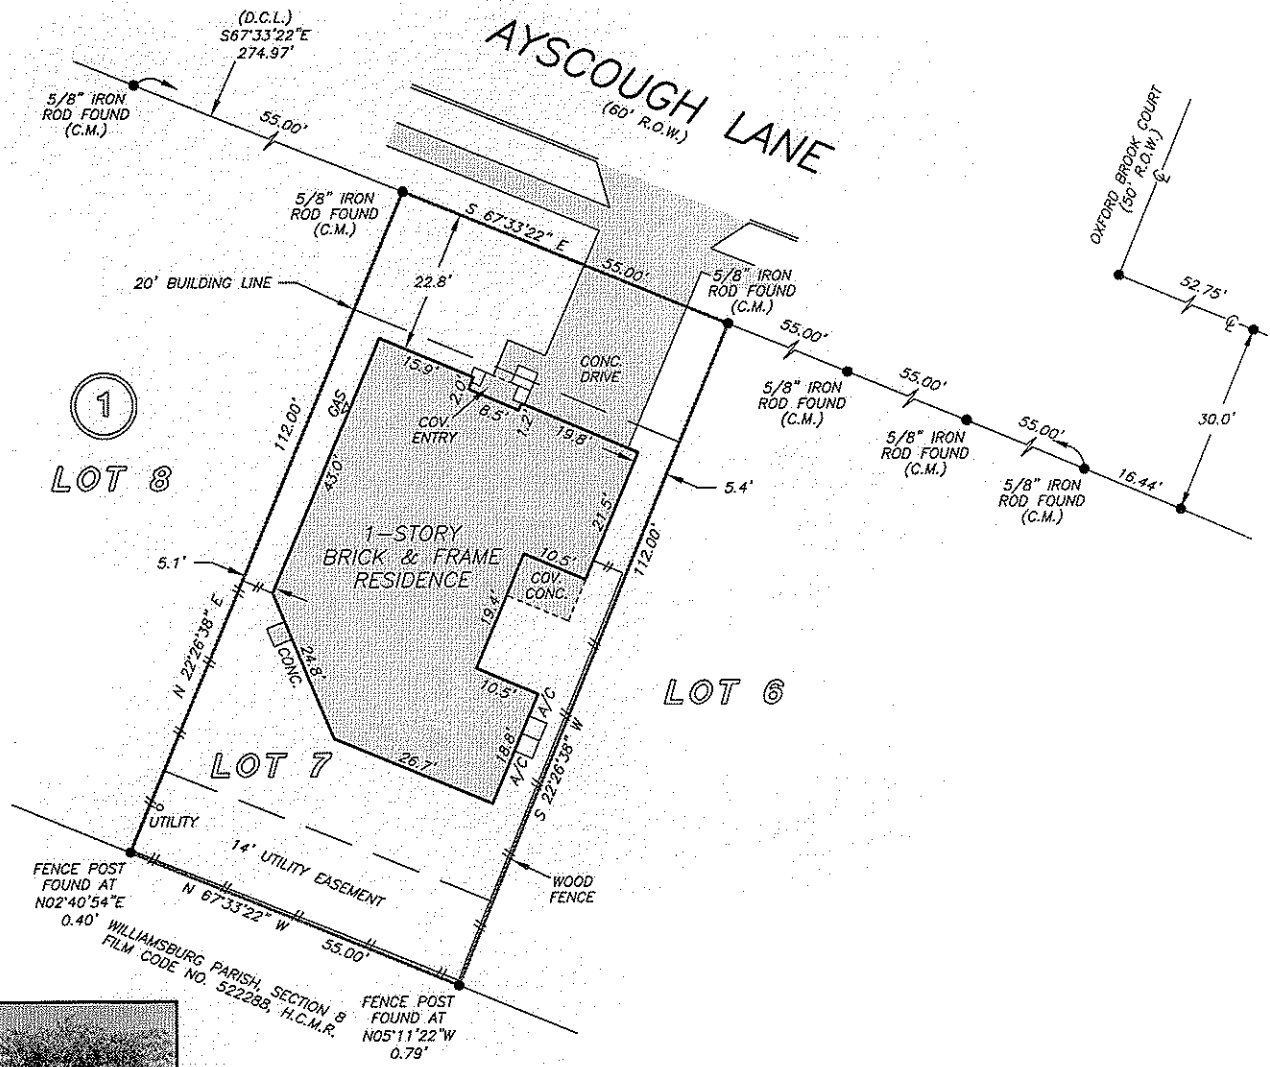 (D.C.L.)
S67°33'22"E
274.97'
5/8" IRON
ROD FOUND
(C.M.)
55.00'
AYSCOUGH LANE
(60' R.O.W.)
OXFORD BROOK COURT
(50' R.O.W.)
℄
52.75'
℄
30.0'
5/8" IRON
ROD FOUND
(C.M.)
S 67°33'22" E
55.00'
5/8" IRON
ROD FOUND
(C.M.)
20' BUILDING LINE
22.8'
55.00'
5/8" IRON
ROD FOUND
(C.M.)
55.00'
5/8" IRON
ROD FOUND
(C.M.)
55.00'
5/8" IRON
ROD FOUND
(C.M.)
16.44'
1
LOT 8
112.00'
GAS
15.9'
2.0'
8.5'
1.2'
19.8'
COV.
ENTRY
CONC.
DRIVE
43.0'
5.4'
21.5'
112.00'
1-STORY
BRICK & FRAME
RESIDENCE
10.5'
COV.
CONC.
19.4'
5.1'
N 22°26'38" E
24.8'
CONC.
10.5'
A/C
18.8'
A/C
26.7'
LOT 6
S 22°26'38" W
LOT 7
UTILITY
14' UTILITY EASEMENT
WOOD
FENCE
FENCE POST
FOUND AT
N02°40'54"E
0.40'
N 67°33'22" W
55.00'
WILLIAMSBURG PARISH, SECTION 8
FILM CODE NO. 522288, H.C.M.R.
FENCE POST
FOUND AT
N05°11'22"W
0.79'